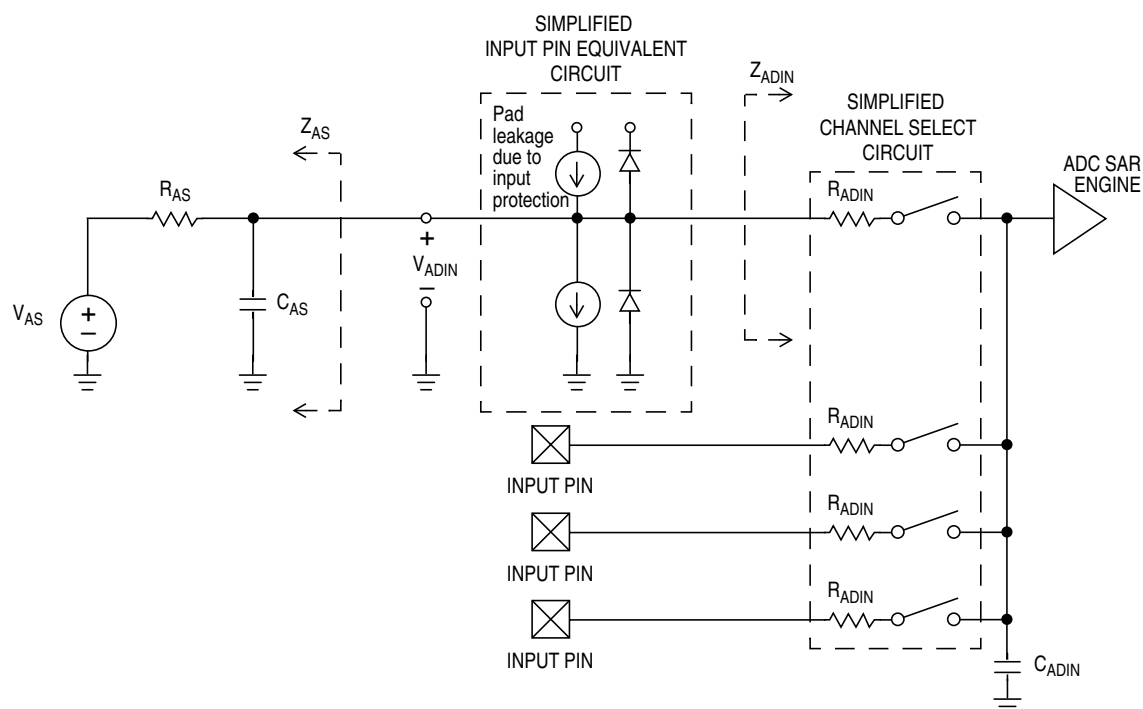 SIMPLIFIED
INPUT PIN EQUIVALENT
CIRCUIT
Pad
leakage
due to
input
protection
Z_ADIN
SIMPLIFIED
CHANNEL SELECT
CIRCUIT
ADC SAR
ENGINE
Z_AS
R_AS
R_ADIN
+
V_ADIN
–
V_AS
+
–
C_AS
R_ADIN
INPUT PIN
R_ADIN
INPUT PIN
R_ADIN
INPUT PIN
C_ADIN